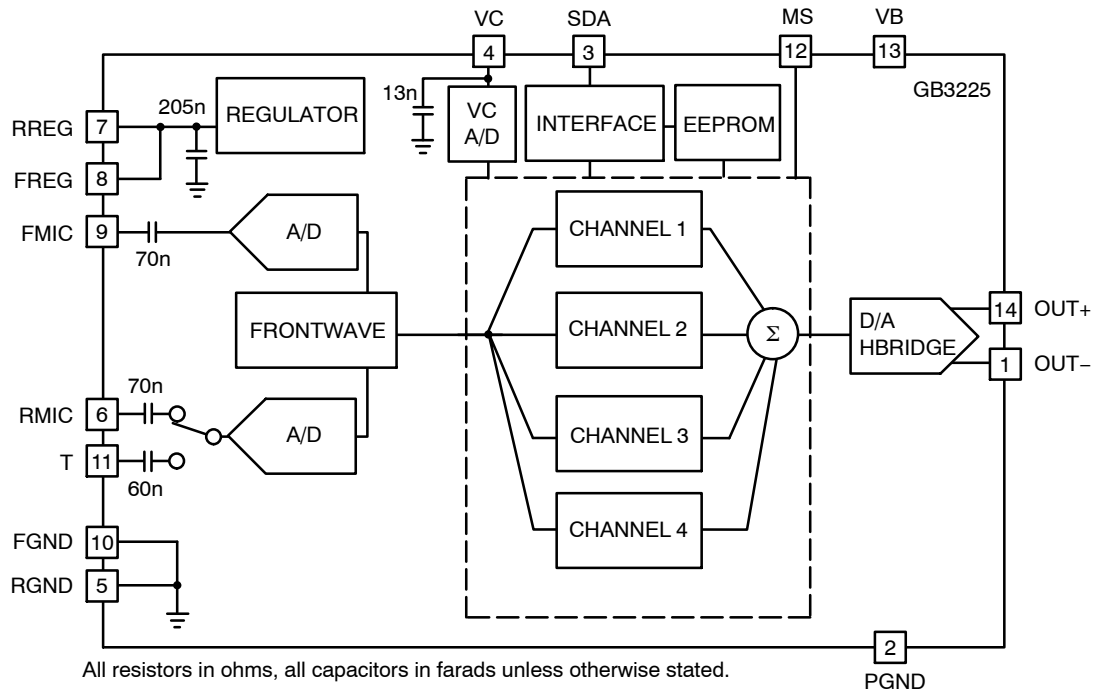 VC
SDA
MS
VB
4
3
12
13
GB3225
RREG
7
205n
REGULATOR
13n
VC
A/D
INTERFACE
EEPROM
FREG
8
FMIC
9
70n
A/D
CHANNEL 1
FRONTWAVE
CHANNEL 2
Σ
D/A
HBRIDGE
14
OUT+
1
OUT−
RMIC
6
70n
A/D
CHANNEL 3
T
11
60n
CHANNEL 4
FGND
10
RGND
5
2
PGND
All resistors in ohms, all capacitors in farads unless otherwise stated.